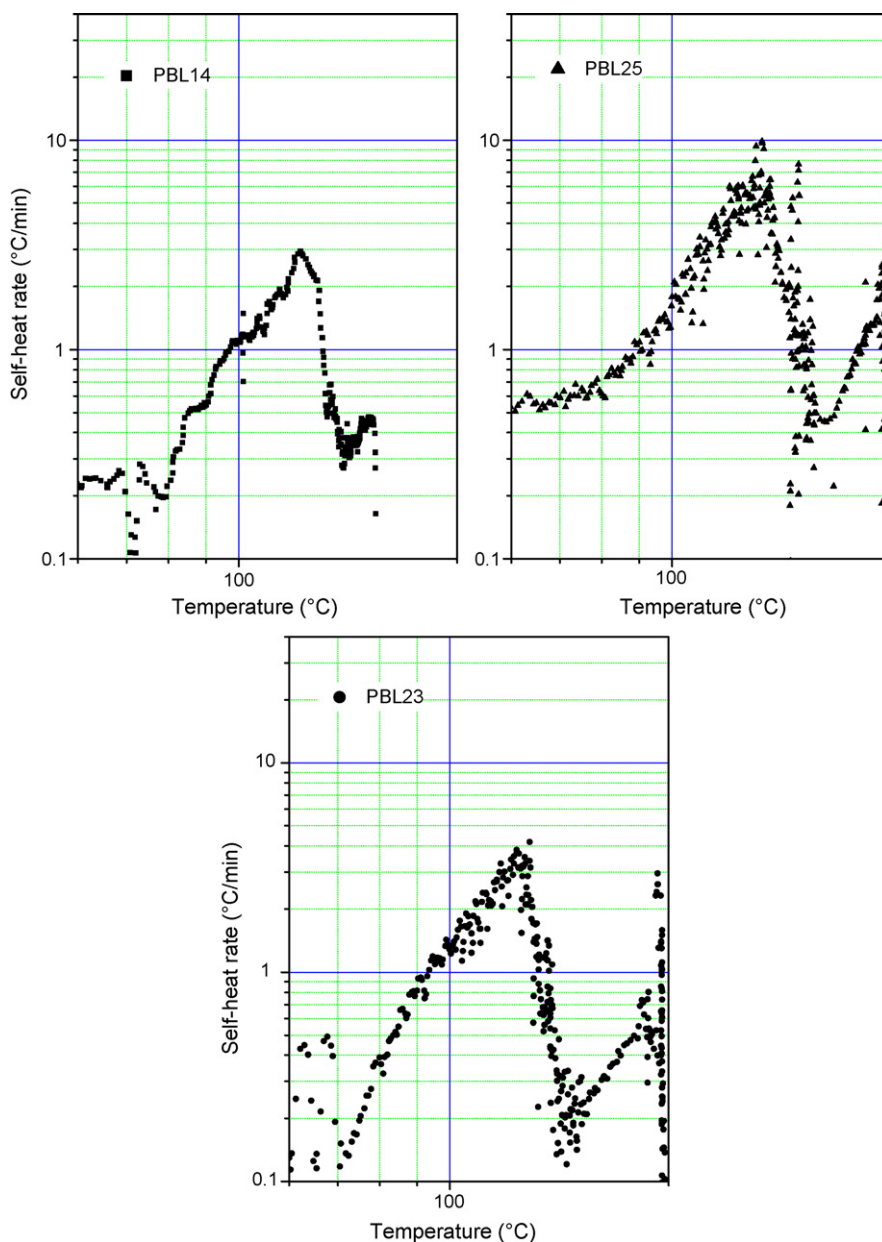 PBL14
10
1
0.1
Self-heat rate (°C/min)
100
Temperature (°C)
PBL25
10
1
0.1
100
Temperature (°C)
PBL23
10
1
0.1
Self-heat rate (°C/min)
100
Temperature (°C)